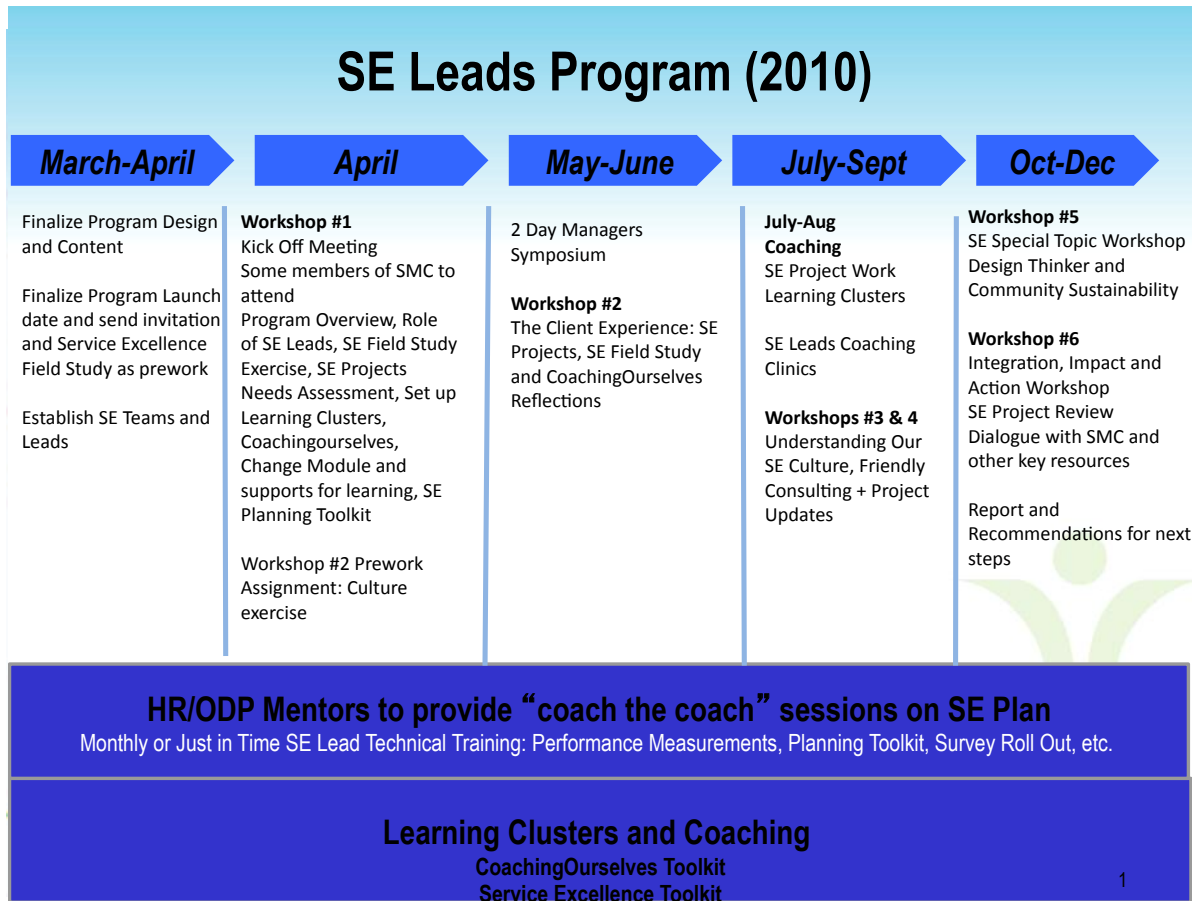 SE Leads Program (2010)
March-April
April
May-June
July-Sept
Oct-Dec
Finalize Program Design
and Content
Finalize Program Launch
date and send invitation
and Service Excellence
Field Study as prework
Establish SE Teams and
Leads
Workshop #1
Kick Off Meeting
Some members of SMC to
attend
Program Overview, Role
of SE Leads, SE Field Study
Exercise, SE Projects
Needs Assessment, Set up
Learning Clusters,
Coachingourselves,
Change Module and
supports for learning, SE
Planning Toolkit
Workshop #2 Prework
Assignment: Culture
exercise
2 Day Managers
Symposium
Workshop #2
The Client Experience: SE
Projects, SE Field Study
and CoachingOurselves
Reflections
July-Aug
Coaching
SE Project Work
Learning Clusters
SE Leads Coaching
Clinics
Workshops #3 & 4
Understanding Our
SE Culture, Friendly
Consulting + Project
Updates
Workshop #5
SE Special Topic Workshop
Design Thinker and
Community Sustainability
Workshop #6
Integration, Impact and
Action Workshop
SE Project Review
Dialogue with SMC and
other key resources
Report and
Recommendations for next
steps
HR/ODP Mentors to provide “coach the coach” sessions on SE Plan
Monthly or Just in Time SE Lead Technical Training: Performance Measurements, Planning Toolkit, Survey Roll Out, etc.
Learning Clusters and Coaching
CoachingOurselves Toolkit
Service Excellence Toolkit
1